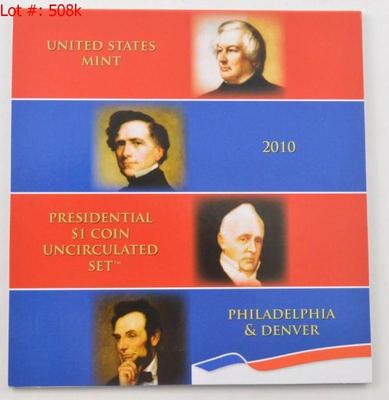 Lot #: 508k
UNITED STATES
MINT
2010
PRESIDENTIAL
$1 COIN
UNCIRCULATED
SET™
PHILADELPHIA
& DENVER